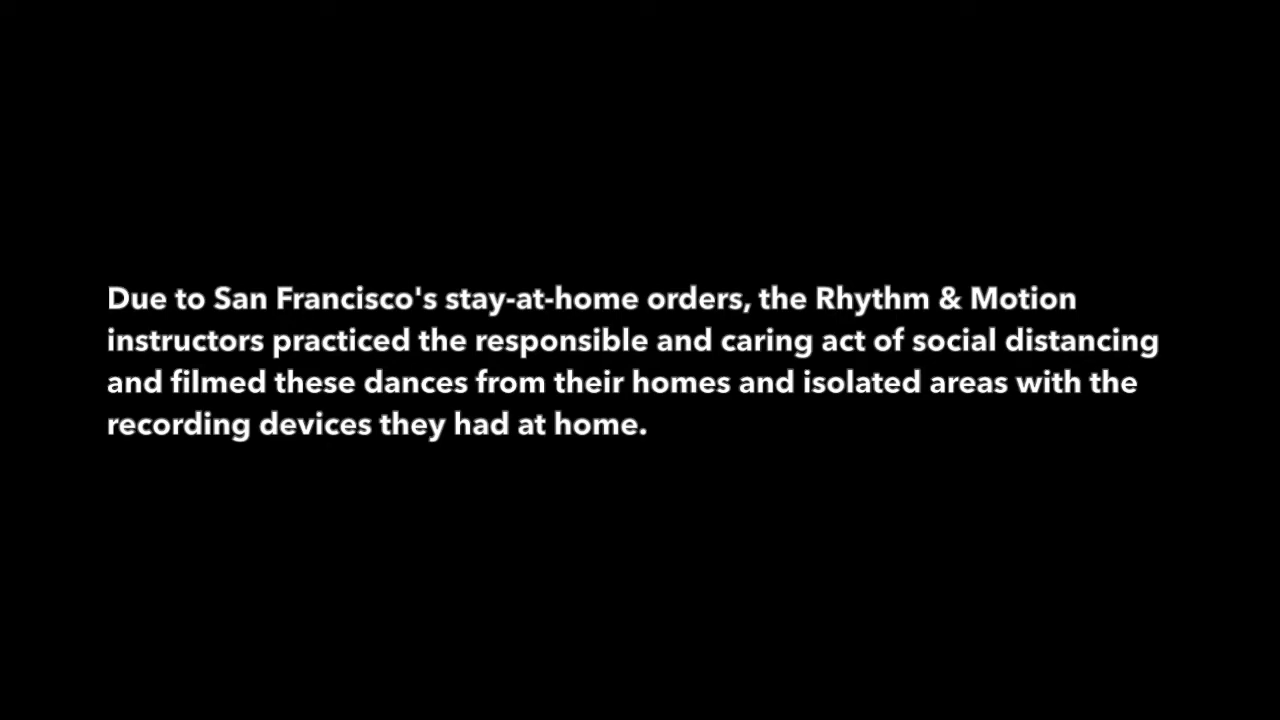 Due to San Francisco's stay-at-home orders, the Rhythm & Motion
instructors practiced the responsible and caring act of social distancing
and filmed these dances from their homes and isolated areas with the
recording devices they had at home.